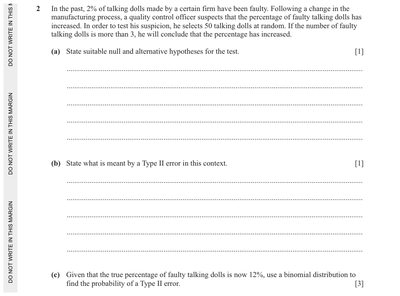 2 In the past, 2% of talking dolls made by a certain firm have been faulty. Following a change in the
manufacturing process, a quality control officer suspects that the percentage of faulty talking dolls has
increased. In order to test his suspicion, he selects 50 talking dolls at random. If the number of faulty
talking dolls is more than 3, he will conclude that the percentage has increased.
(a) State suitable null and alternative hypotheses for the test. [1]
(b) State what is meant by a Type II error in this context. [1]
(c) Given that the true percentage of faulty talking dolls is now 12%, use a binomial distribution to
find the probability of a Type II error. [3]
DO NOT WRITE IN THIS
DO NOT WRITE IN THIS MARGIN
DO NOT WRITE IN THIS MARGIN